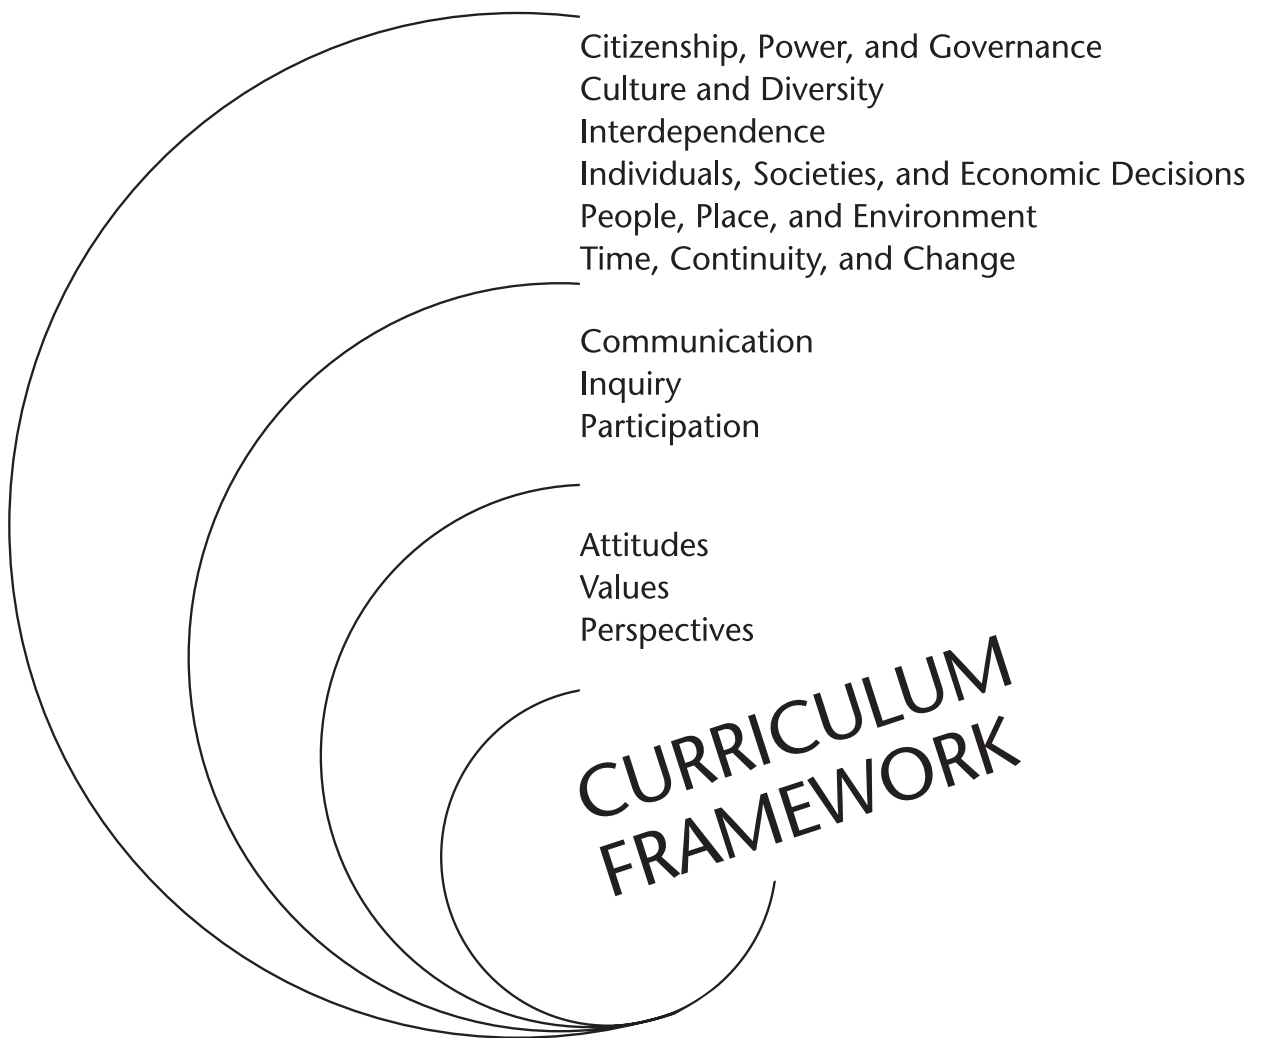 Citizenship, Power, and Governance
Culture and Diversity
Interdependence
Individuals, Societies, and Economic Decisions
People, Place, and Environment
Time, Continuity, and Change
Communication
Inquiry
Participation
Attitudes
Values
Perspectives
CURRICULUM
FRAMEWORK